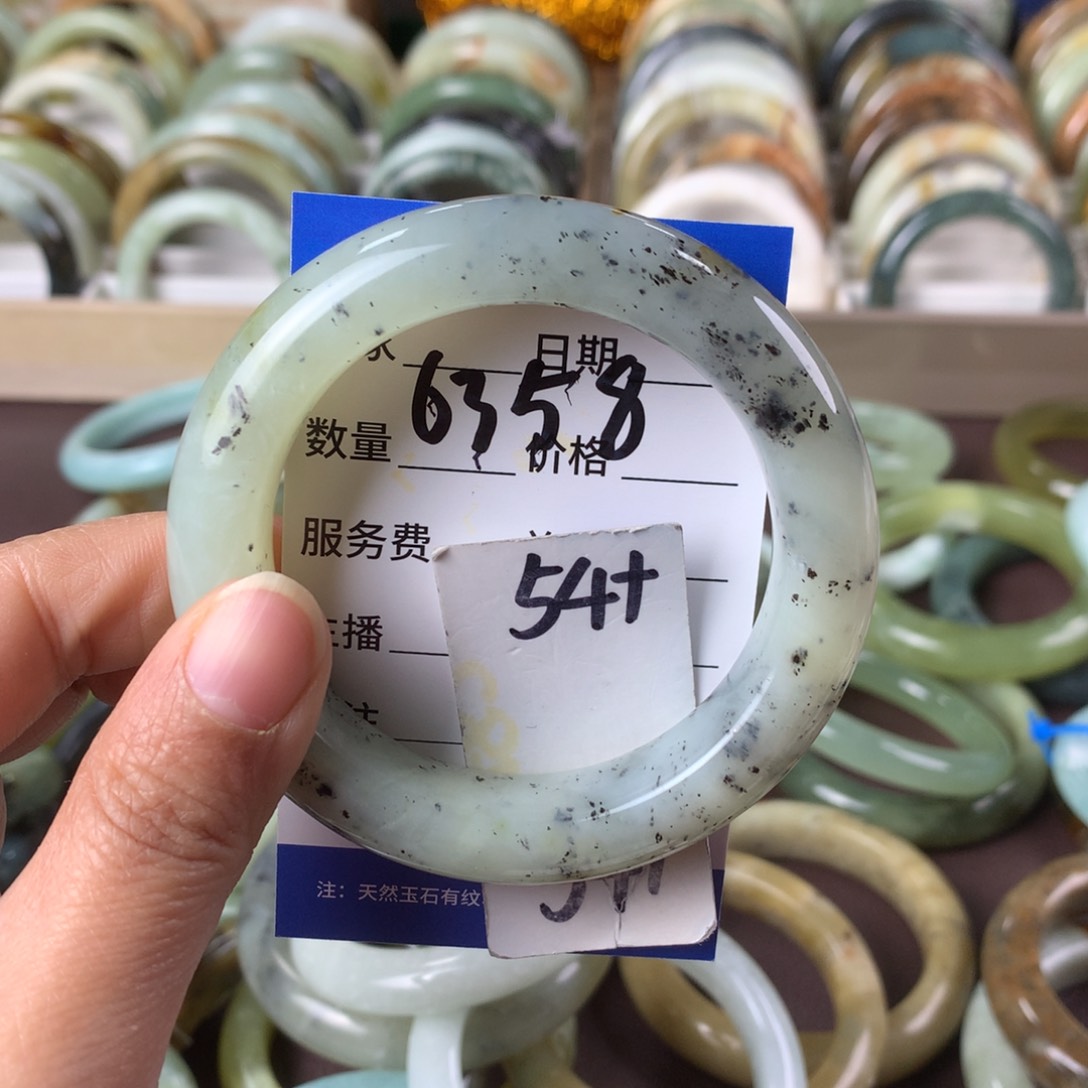 日期
6358
数量 价格
服务费
54+
播
注：天然玉石有纹